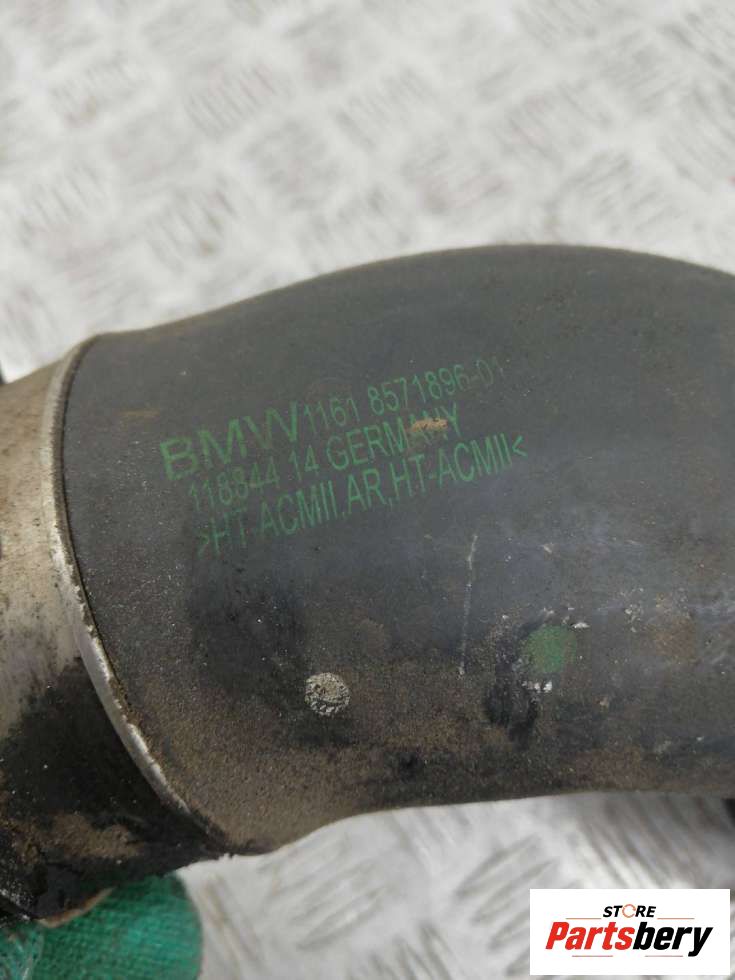 BMW 1161 8571896-01
118844 14 GERMANY
>HT-ACMII,AR,HT-ACMII<
STORE
Partsbery